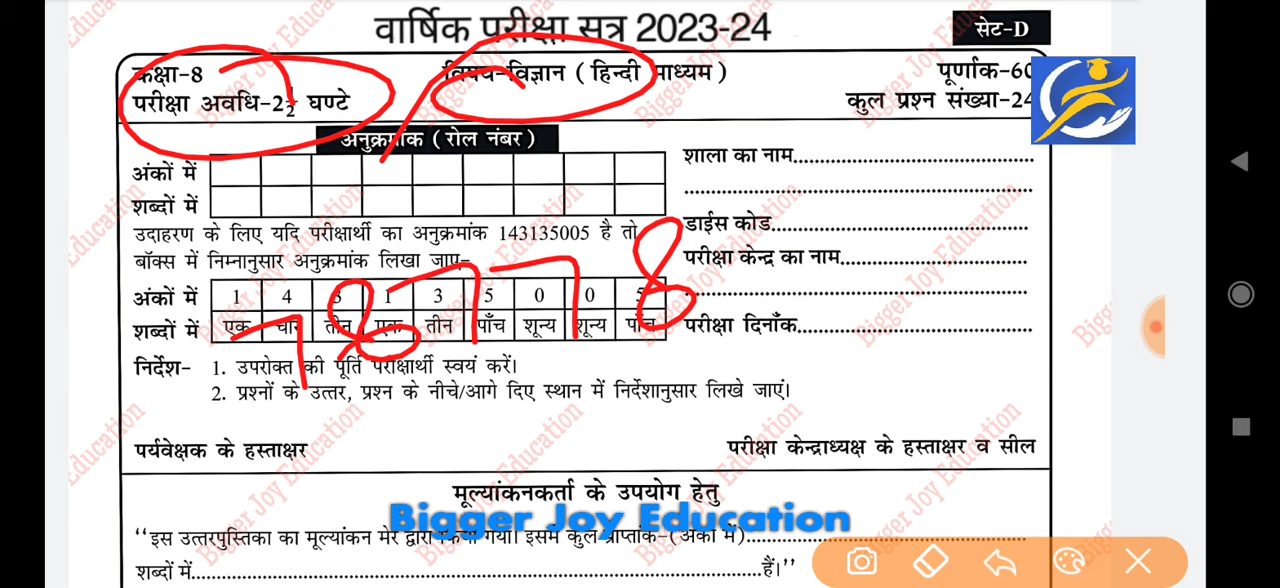 वार्षिक परीक्षा सत्र 2023-24
सेट-D
कक्षा-8 विषय-विज्ञान ( हिन्दी माध्यम ) पूर्णांक-60
परीक्षा अवधि-2½ घण्टे कुल प्रश्न संख्या-24
अनुक्रमांक ( रोल नंबर )
अंकों में
शब्दों में
शाला का नाम
उदाहरण के लिए यदि परीक्षार्थी का अनुक्रमांक 143135005 है तो
बॉक्स में निम्नानुसार अनुक्रमांक लिखा जाए-
डाईस कोड
परीक्षा केन्द्र का नाम
अंकों में 1 4 3 1 3 5 0 0 5
शब्दों में एक चार तीन एक तीन पाँच शून्य शून्य पाँच
परीक्षा दिनाँक
78778
निर्देश- 1. उपरोक्त की पूर्ति परीक्षार्थी स्वयं करें।
2. प्रश्नों के उत्तर, प्रश्न के नीचे/आगे दिए स्थान में निर्देशानुसार लिखे जाएं।
पर्यवेक्षक के हस्ताक्षर परीक्षा केन्द्राध्यक्ष के हस्ताक्षर व सील
मूल्यांकनकर्ता के उपयोग हेतु
Bigger Joy Education
‘‘इस उत्तरपुस्तिका का मूल्यांकन मेरे द्वारा किया गया। इसमें कुल प्राप्तांक-(अंकों में)
शब्दों में हैं।’’